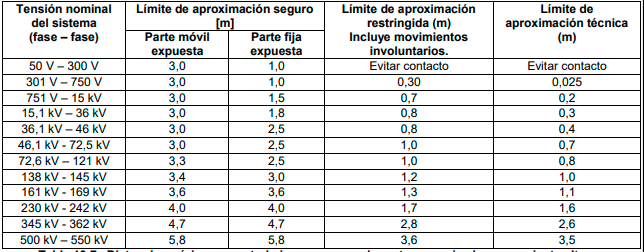 Tensión nominal del sistema (fase – fase) Límite de aproximación seguro [m] Límite de aproximación restringida (m) Incluye movimientos involuntarios. Límite de aproximación técnica (m)
Parte móvil expuesta Parte fija expuesta
50 V – 300 V 3,0 1,0 Evitar contacto Evitar contacto
301 V – 750 V 3,0 1,0 0,30 0,025
751 V – 15 kV 3,0 1,5 0,7 0,2
15,1 kV – 36 kV 3,0 1,8 0,8 0,3
36,1 kV – 46 kV 3,0 2,5 0,8 0,4
46,1 kV - 72,5 kV 3,0 2,5 1,0 0,7
72,6 kV – 121 kV 3,3 2,5 1,0 0,8
138 kV - 145 kV 3,4 3,0 1,2 1,0
161 kV - 169 kV 3,6 3,6 1,3 1,1
230 kV - 242 kV 4,0 4,0 1,7 1,6
345 kV - 362 kV 4,7 4,7 2,8 2,6
500 kV – 550 kV 5,8 5,8 3,6 3,5